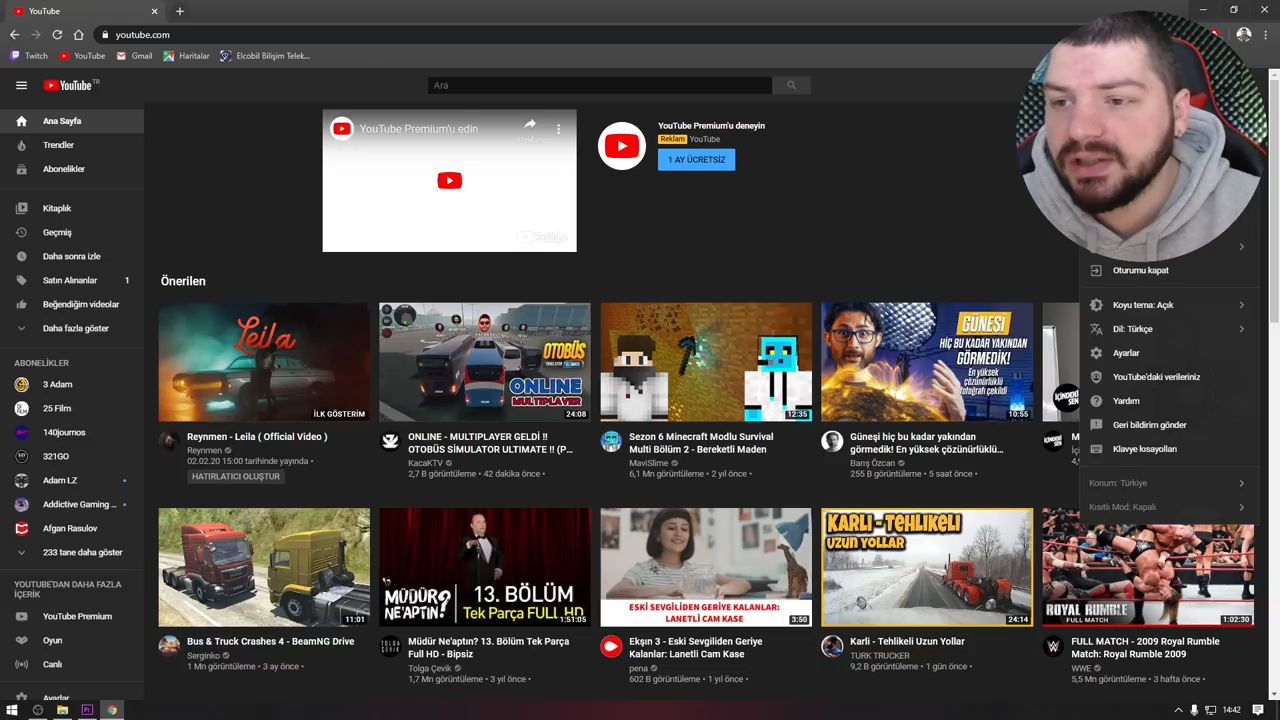 YouTube
youtube.com
Twitch
YouTube
Gmail
Haritalar
Elcobil Bilişim Telek...
YouTube TR
Ara
Ana Sayfa
Trendler
Abonelikler
Kitaplık
Geçmiş
Daha sonra izle
Satın Alınanlar 1
Beğendiğim videolar
Daha fazla göster
ABONELİKLER
3 Adam
25 Film
140journos
321GO
Adam LZ
Addictive Gaming ...
Afgan Rasulov
233 tane daha göster
YOUTUBE'DAN DAHA FAZLA
İÇERİK
YouTube Premium
Oyun
Canlı
Ayarlar
YouTube Premium'u edin
YouTube
YouTube Premium'u deneyin
Reklam YouTube
1 AY ÜCRETSİZ
Önerilen
Leila
İLK GÖSTERİM
Reynmen - Leila ( Official Video )
Reynmen
02.02.20 15:00 tarihinde yayında •
HATIRLATICI OLUŞTUR
OTOBÜS
ONLINE
MULTIPLAYER
24:08
ONLINE - MULTIPLAYER GELDİ !!
OTOBÜS SİMULATOR ULTIMATE !! (P...
KacaKTV
2,7 B görüntüleme • 42 dakika önce •
12:35
Sezon 6 Minecraft Modlu Survival
Multi Bölüm 2 - Bereketli Maden
MaviSlime
6,1 Mn görüntüleme • 2 yıl önce •
GÜNEŞİ
HİÇ BU KADAR YAKINDAN
GÖRMEDİK!
En yüksek
çözünürlüklü
fotoğrafı çekildi
10:55
Güneşi hiç bu kadar yakından
görmedik! En yüksek çözünürlüklü...
Barış Özcan
255 B görüntüleme • 5 saat önce •
İÇİNDEKİ
SEN
Oturumu kapat
Koyu tema: Açık
Dil: Türkçe
Ayarlar
YouTube'daki verileriniz
Yardım
Geri bildirim gönder
Klavye kısayolları
Konum: Türkiye
Kısıtlı Mod: Kapalı
11:01
Bus & Truck Crashes 4 - BeamNG Drive
Serginko
1 Mn görüntüleme • 3 ay önce •
MÜDÜR
NE'APTIN?
13. BÖLÜM
Tek Parça FULL HD
1:51:05
Müdür Ne'aptın? 13. Bölüm Tek Parça
Full HD - Bipsiz
Tolga Çevik
1,7 Mn görüntüleme • 3 yıl önce •
ESKİ SEVGİLİDEN GERİYE KALANLAR:
LANETLİ CAM KASE
3:50
Ekşın 3 - Eski Sevgiliden Geriye
Kalanlar: Lanetli Cam Kase
pena
602 B görüntüleme • 1 yıl önce •
KARLI - TEHLİKELİ
UZUN YOLLAR
24:14
Karlı - Tehlikeli Uzun Yollar
TURK TRUCKER
9,2 B görüntüleme • 1 gün önce •
ROYAL RUMBLE
FULL MATCH
1:02:30
FULL MATCH - 2009 Royal Rumble
Match: Royal Rumble 2009
WWE
5,5 Mn görüntüleme • 3 hafta önce •
14:42